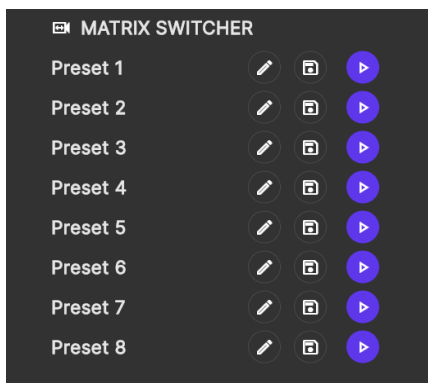 MATRIX SWITCHER
Preset 1
Preset 2
Preset 3
Preset 4
Preset 5
Preset 6
Preset 7
Preset 8